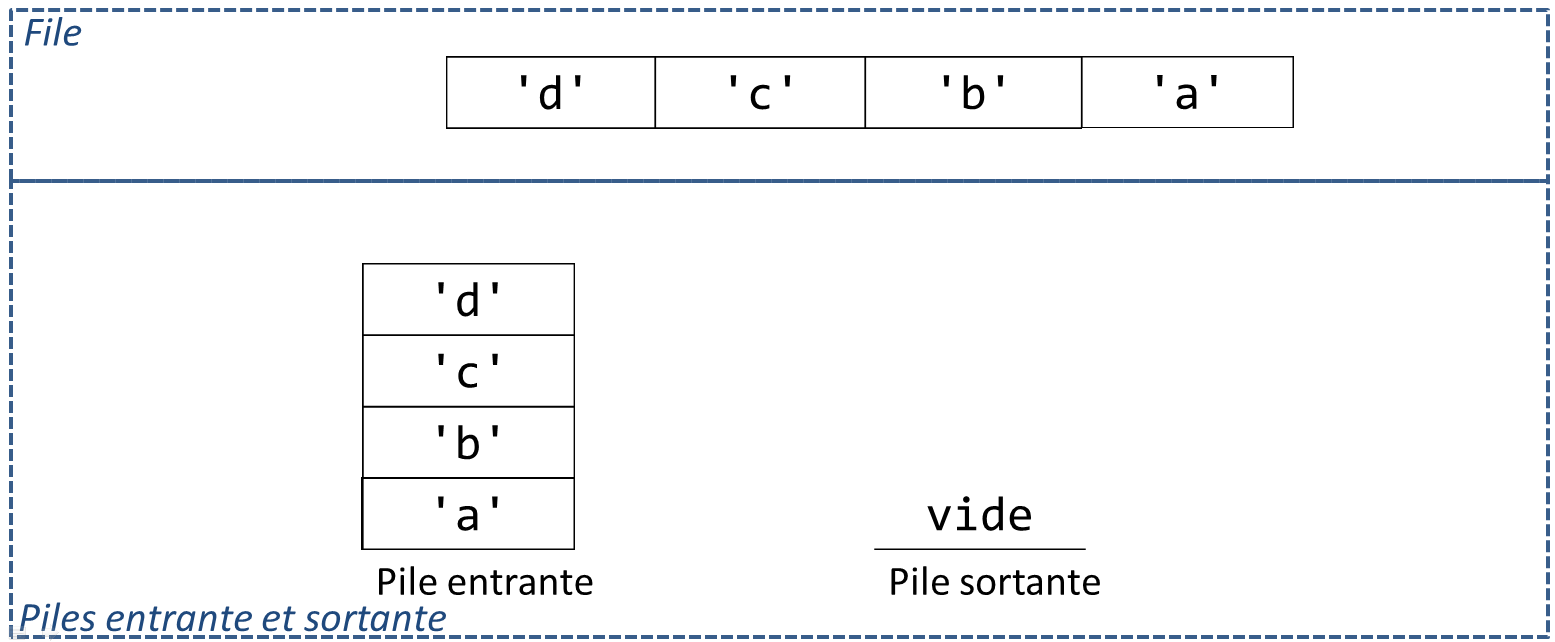 File
'd' 'c' 'b' 'a'
'd'
'c'
'b'
'a'
vide
Pile entrante
Pile sortante
Piles entrante et sortante